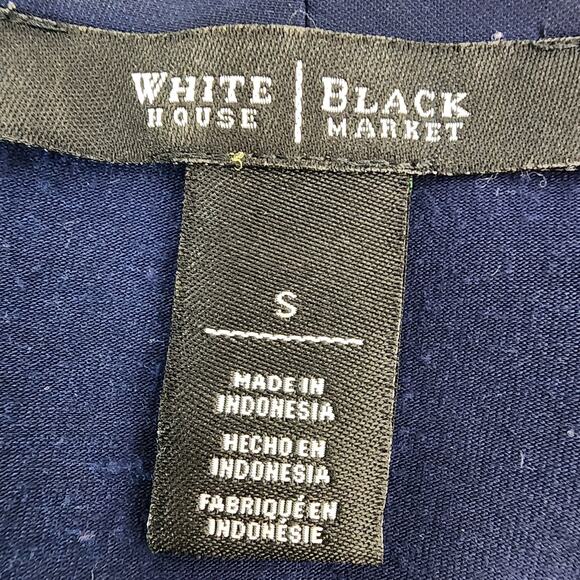 WHITE | BLACK
HOUSE | MARKET
S
MADE IN
INDONESIA
HECHO EN
INDONESIA
FABRIQUÉ EN
INDONÉSIE